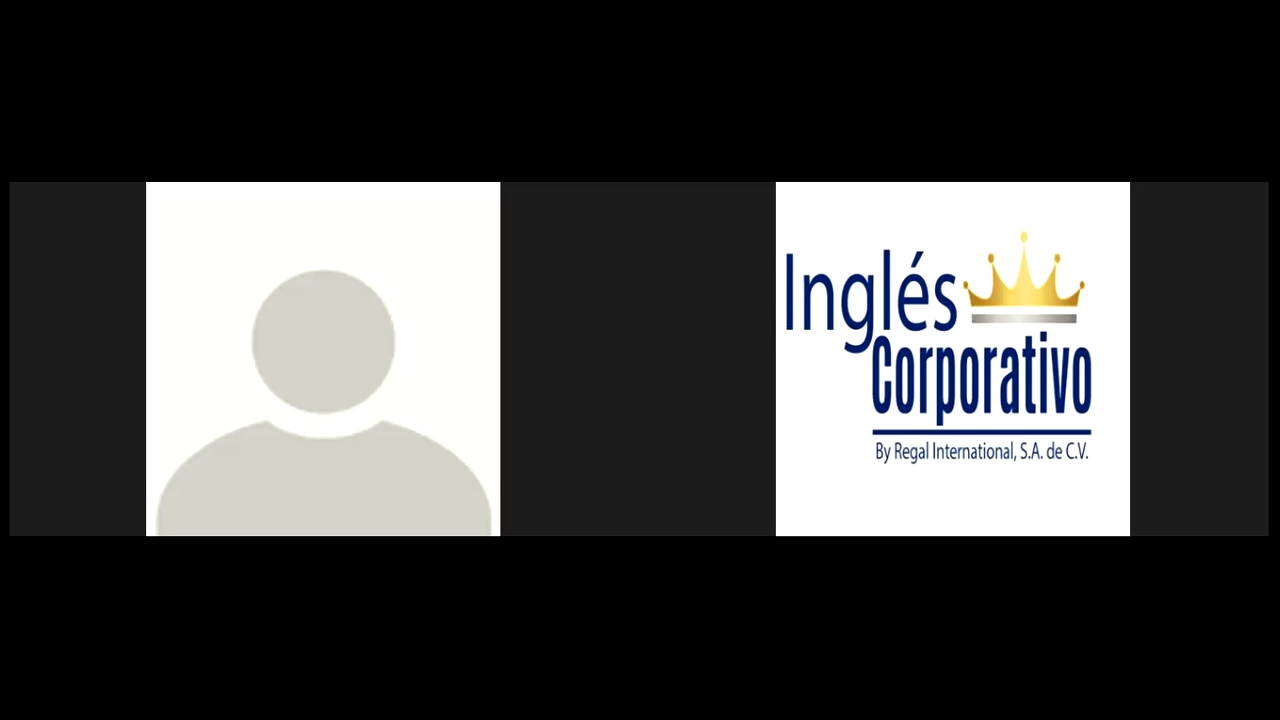 Inglés
Corporativo
By Regal International, S.A. de C.V.